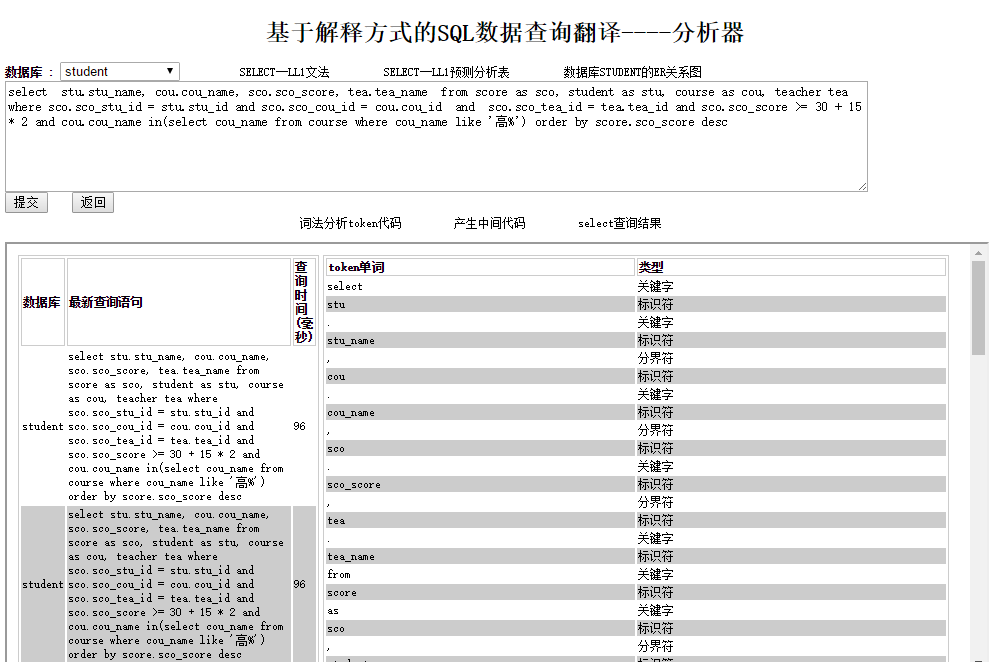 基于解释方式的SQL数据查询翻译----分析器
数据库 : student SELECT—LL1文法 SELECT—LL1预测分析表 数据库STUDENT的ER关系图
select  stu.stu_name, cou.cou_name, sco.sco_score, tea.tea_name  from score as sco, student as stu, course as cou, teacher tea
where sco.sco_stu_id = stu.stu_id and sco.sco_cou_id = cou.cou_id  and  sco.sco_tea_id = tea.tea_id and sco.sco_score >= 30 + 15
* 2 and cou.cou_name in(select cou_name from course where cou_name like '高%') order by score.sco_score desc
提交 返回
词法分析token代码 产生中间代码 select查询结果
数据库 最新查询语句 查
询
时
间
(毫
秒)
student
select stu.stu_name, cou.cou_name,
sco.sco_score, tea.tea_name from
score as sco, student as stu, course
as cou, teacher tea where
sco.sco_stu_id = stu.stu_id and
sco.sco_cou_id = cou.cou_id and
sco.sco_tea_id = tea.tea_id and
sco.sco_score >= 30 + 15 * 2 and
cou.cou_name in(select cou_name from
course where cou_name like '高%')
order by score.sco_score desc
96
student
select stu.stu_name, cou.cou_name,
sco.sco_score, tea.tea_name from
score as sco, student as stu, course
as cou, teacher tea where
sco.sco_stu_id = stu.stu_id and
sco.sco_cou_id = cou.cou_id and
sco.sco_tea_id = tea.tea_id and
sco.sco_score >= 30 + 15 * 2 and
cou.cou_name in(select cou_name from
course where cou_name like '高%')
order by score.sco_score desc
96
token单词 类型
select 关键字
stu 标识符
. 关键字
stu_name 标识符
, 分界符
cou 标识符
. 关键字
cou_name 标识符
, 分界符
sco 标识符
. 关键字
sco_score 标识符
, 分界符
tea 标识符
. 关键字
tea_name 标识符
from 关键字
score 标识符
as 关键字
sco 标识符
, 分界符